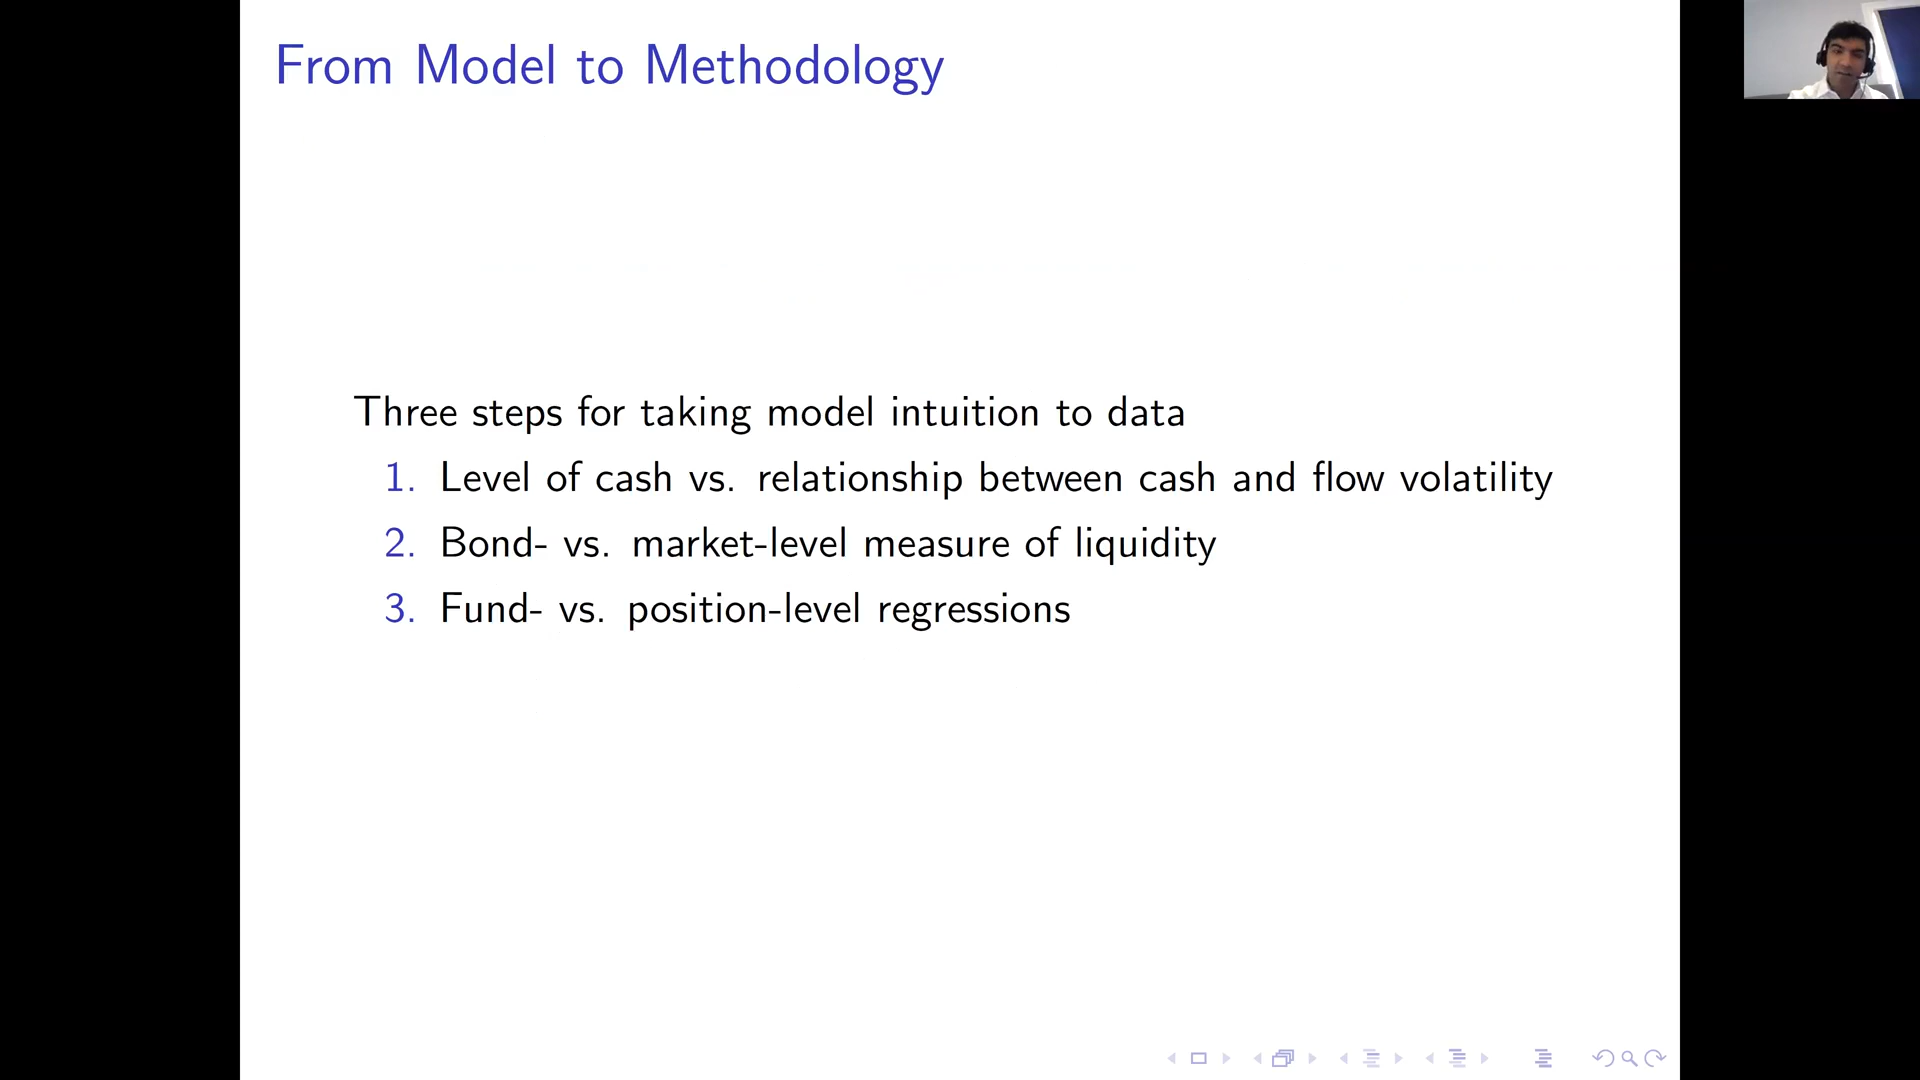 From Model to Methodology
Three steps for taking model intuition to data
1. Level of cash vs. relationship between cash and flow volatility
2. Bond- vs. market-level measure of liquidity
3. Fund- vs. position-level regressions